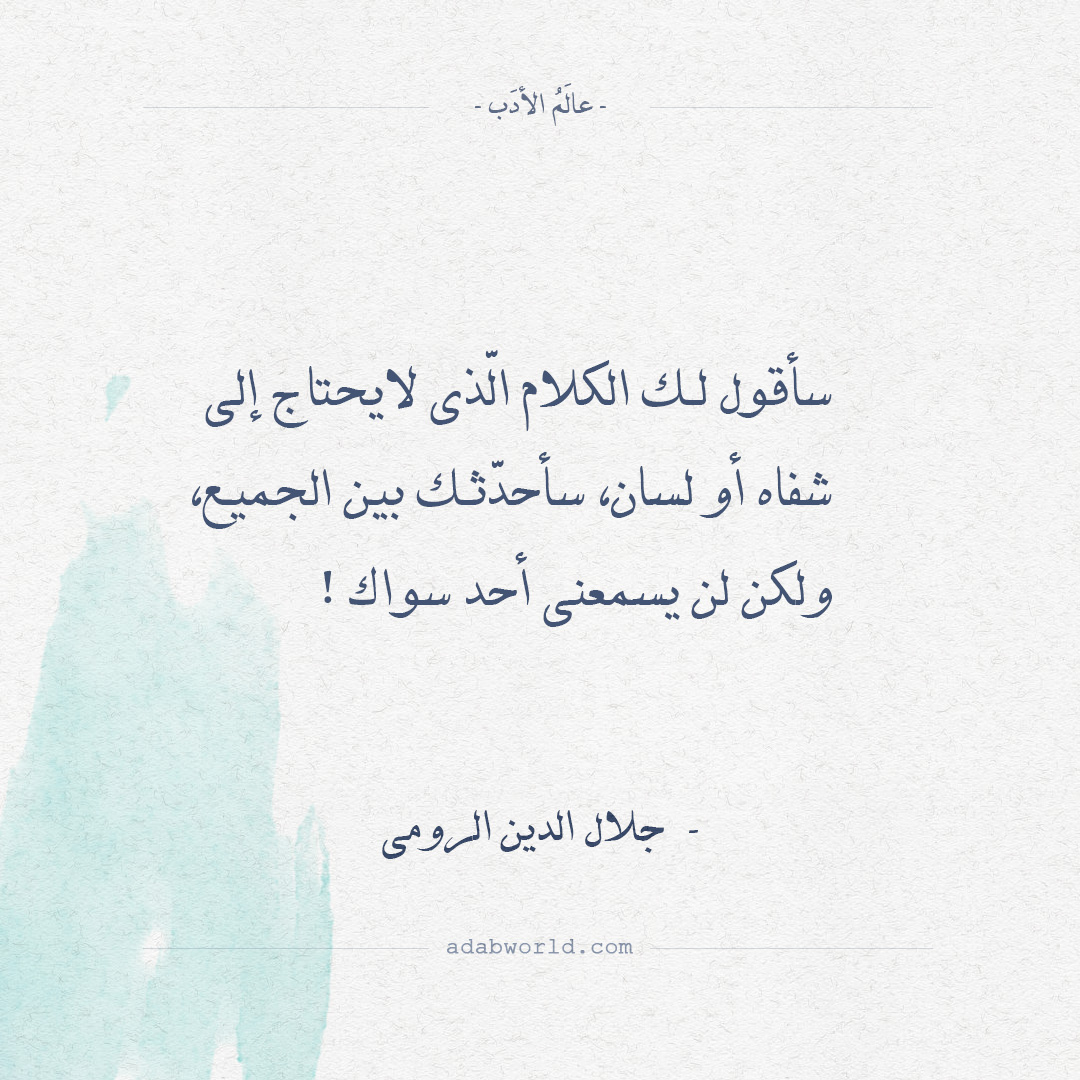 - عالَمُ الأدَب -
سأقول لك الكلام الّذى لايحتاج إلى
شفاه أو لسان، سأحدّثك بين الجميع،
ولكن لن يسمعنى أحد سواك !
- جلال الدين الرومى
adabworld.com